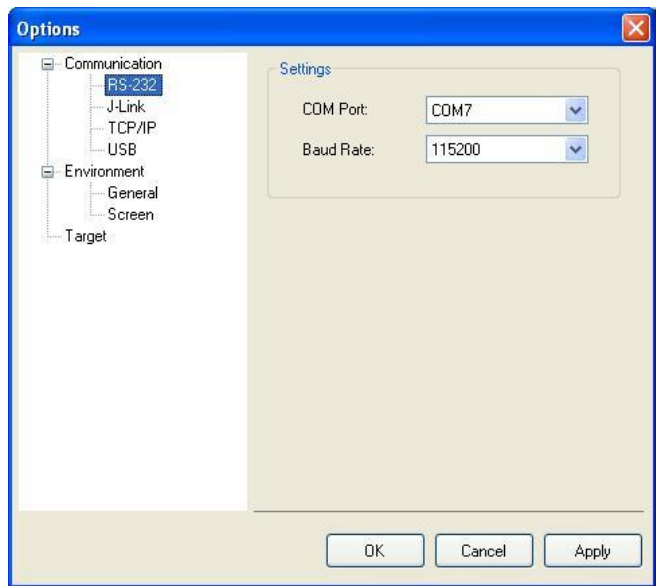 Options
Communication
RS-232
J-Link
TCP/IP
USB
Environment
General
Screen
Target
Settings
COM Port: COM7
Baud Rate: 115200
OK Cancel Apply